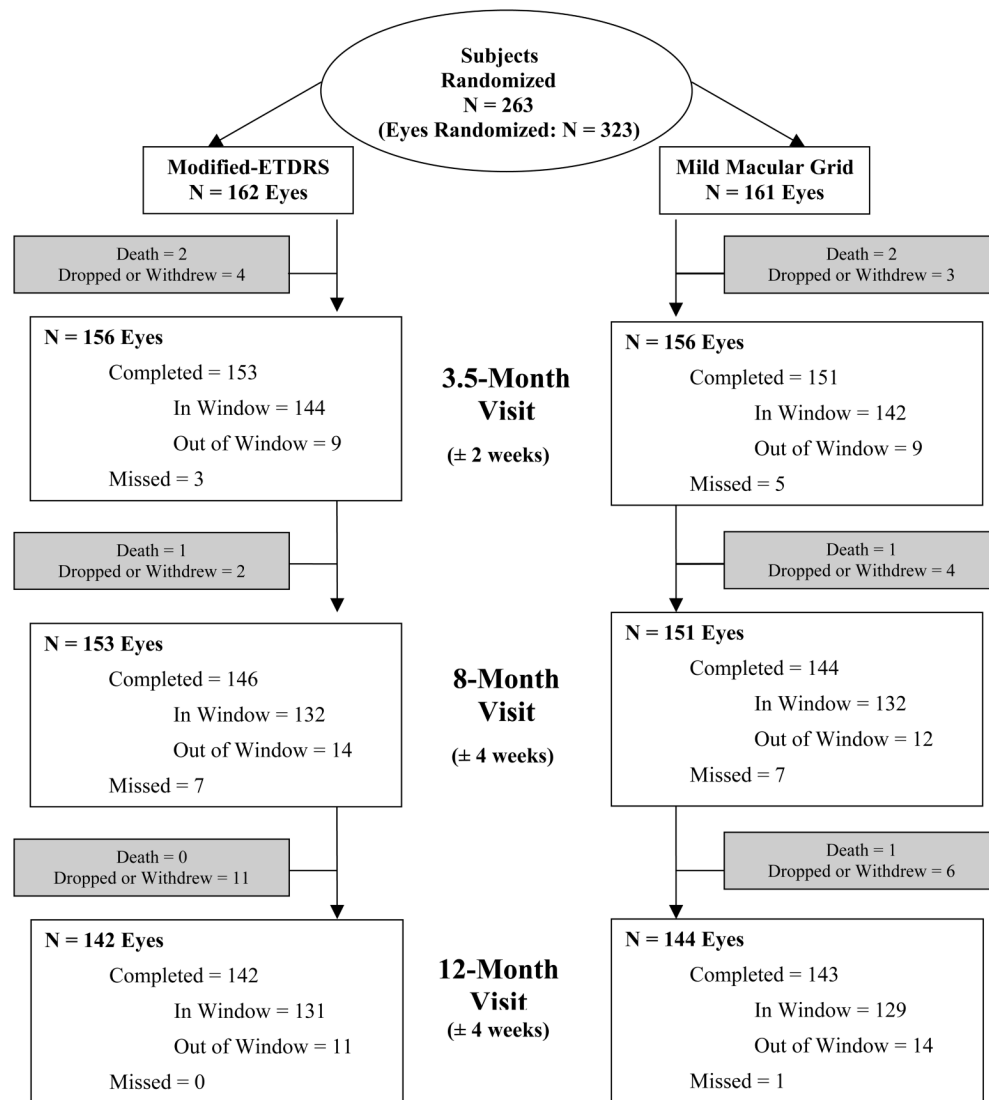 Subjects
Randomized
N = 263
(Eyes Randomized: N = 323)
Modified-ETDRS
N = 162 Eyes
Mild Macular Grid
N = 161 Eyes
Death = 2
Dropped or Withdrew = 4
Death = 2
Dropped or Withdrew = 3
N = 156 Eyes
Completed = 153
In Window = 144
Out of Window = 9
Missed = 3
3.5-Month
Visit
(± 2 weeks)
N = 156 Eyes
Completed = 151
In Window = 142
Out of Window = 9
Missed = 5
Death = 1
Dropped or Withdrew = 2
Death = 1
Dropped or Withdrew = 4
N = 153 Eyes
Completed = 146
In Window = 132
Out of Window = 14
Missed = 7
8-Month
Visit
(± 4 weeks)
N = 151 Eyes
Completed = 144
In Window = 132
Out of Window = 12
Missed = 7
Death = 0
Dropped or Withdrew = 11
Death = 1
Dropped or Withdrew = 6
N = 142 Eyes
Completed = 142
In Window = 131
Out of Window = 11
Missed = 0
12-Month
Visit
(± 4 weeks)
N = 144 Eyes
Completed = 143
In Window = 129
Out of Window = 14
Missed = 1